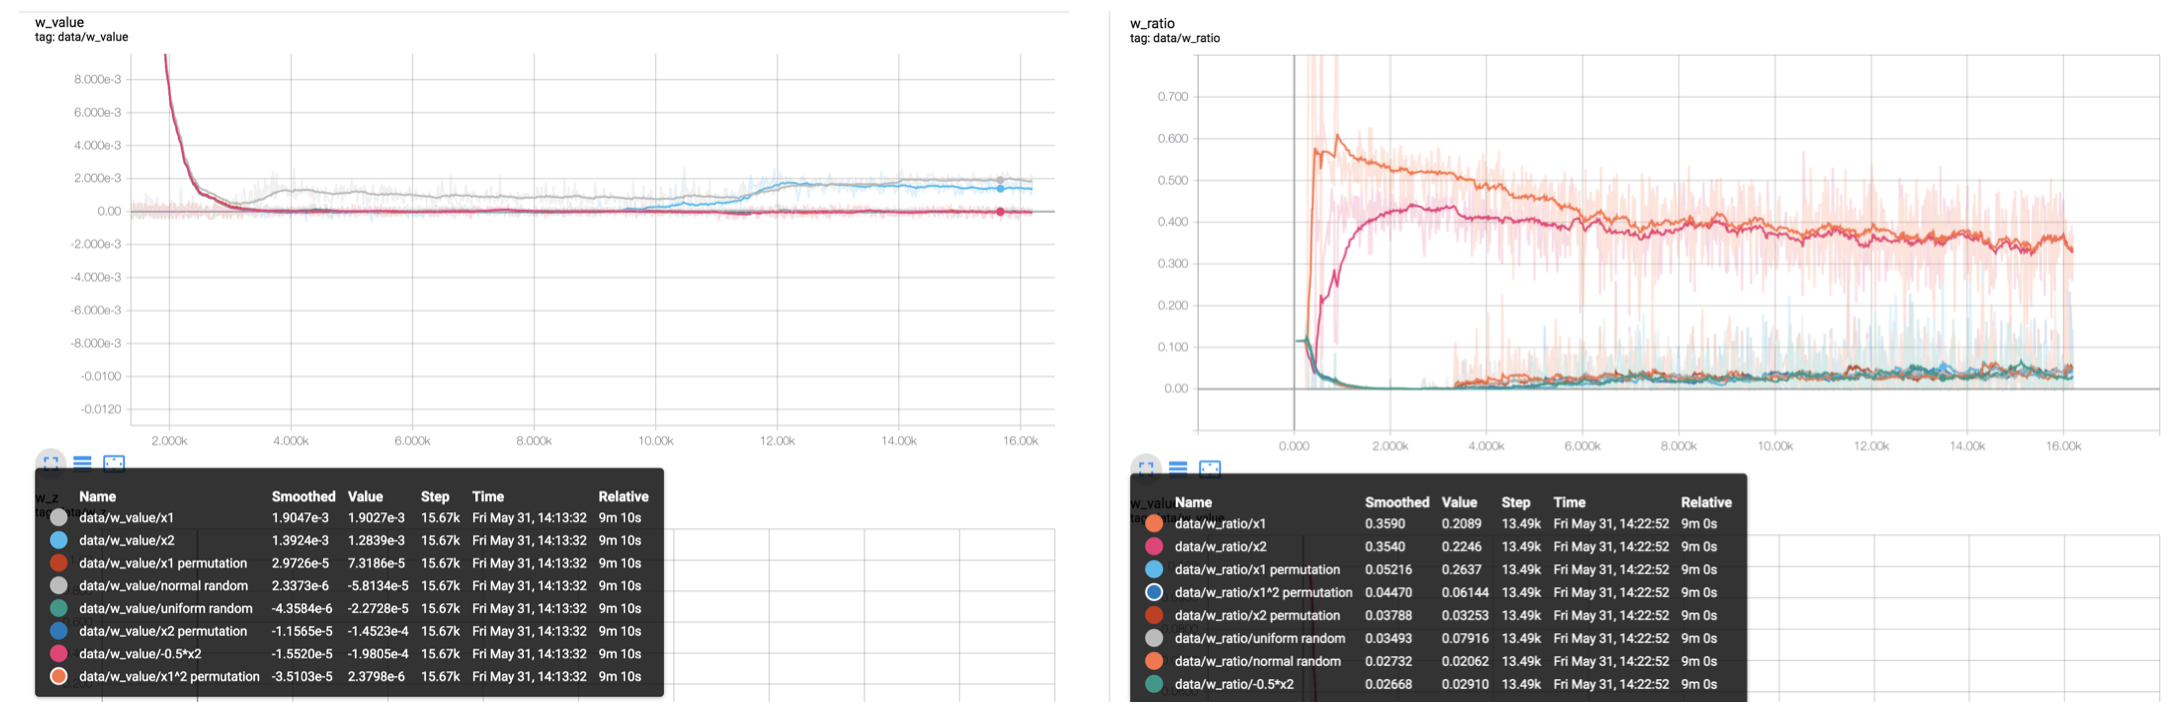 w_value
tag: data/w_value
8.000e-3
6.000e-3
4.000e-3
2.000e-3
0.00
-2.000e-3
-4.000e-3
-6.000e-3
-8.000e-3
-0.0100
-0.0120
2.000k 4.000k 6.000k 8.000k 10.00k 12.00k 14.00k 16.00k
w_z
Name Smoothed Value Step Time Relative
data/w_value/x1 1.9047e-3 1.9027e-3 15.67k Fri May 31, 14:13:32 9m 10s
data/w_value/x2 1.3924e-3 1.2839e-3 15.67k Fri May 31, 14:13:32 9m 10s
data/w_value/x1 permutation 2.9726e-5 7.3186e-5 15.67k Fri May 31, 14:13:32 9m 10s
data/w_value/normal random 2.3373e-6 -5.8134e-5 15.67k Fri May 31, 14:13:32 9m 10s
data/w_value/uniform random -4.3584e-6 -2.2728e-5 15.67k Fri May 31, 14:13:32 9m 10s
data/w_value/x2 permutation -1.1565e-5 -1.4523e-4 15.67k Fri May 31, 14:13:32 9m 10s
data/w_value/-0.5*x2 -1.5520e-5 -1.9805e-4 15.67k Fri May 31, 14:13:32 9m 10s
data/w_value/x1^2 permutation -3.5103e-5 2.3798e-6 15.67k Fri May 31, 14:13:32 9m 10s
w_ratio
tag: data/w_ratio
0.700
0.600
0.500
0.400
0.300
0.200
0.100
0.00
0.000 2.000k 4.000k 6.000k 8.000k 10.00k 12.00k 14.00k 16.00k
w_value
Name Smoothed Value Step Time Relative
data/w_ratio/x1 0.3590 0.2089 13.49k Fri May 31, 14:22:52 9m 0s
data/w_ratio/x2 0.3540 0.2246 13.49k Fri May 31, 14:22:52 9m 0s
data/w_ratio/x1 permutation 0.05216 0.2637 13.49k Fri May 31, 14:22:52 9m 0s
data/w_ratio/x1^2 permutation 0.04470 0.06144 13.49k Fri May 31, 14:22:52 9m 0s
data/w_ratio/x2 permutation 0.03788 0.03253 13.49k Fri May 31, 14:22:52 9m 0s
data/w_ratio/uniform random 0.03493 0.07916 13.49k Fri May 31, 14:22:52 9m 0s
data/w_ratio/normal random 0.02732 0.02062 13.49k Fri May 31, 14:22:52 9m 0s
data/w_ratio/-0.5*x2 0.02668 0.02910 13.49k Fri May 31, 14:22:52 9m 0s